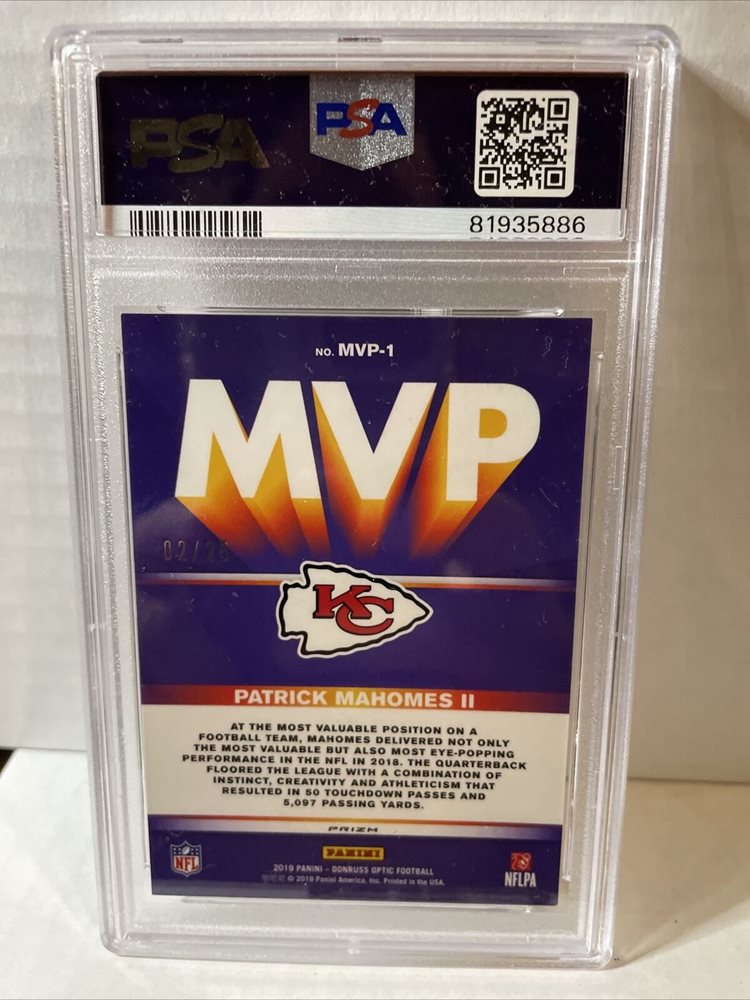 PSA PSA
81935886
NO. MVP-1
MVP
02/25
KC
PATRICK MAHOMES II
AT THE MOST VALUABLE POSITION ON A
FOOTBALL TEAM, MAHOMES DELIVERED NOT ONLY
THE MOST VALUABLE BUT ALSO MOST EYE-POPPING
PERFORMANCE IN THE NFL IN 2018. THE QUARTERBACK
FLOORED THE LEAGUE WITH A COMBINATION OF
INSTINCT, CREATIVITY AND ATHLETICISM THAT
RESULTED IN 50 TOUCHDOWN PASSES AND
5,097 PASSING YARDS.
PRIZM
PANINI
NFL
2019 PANINI - DONRUSS OPTIC FOOTBALL
© 2019 Panini America, Inc. Printed in the USA.
NFLPA